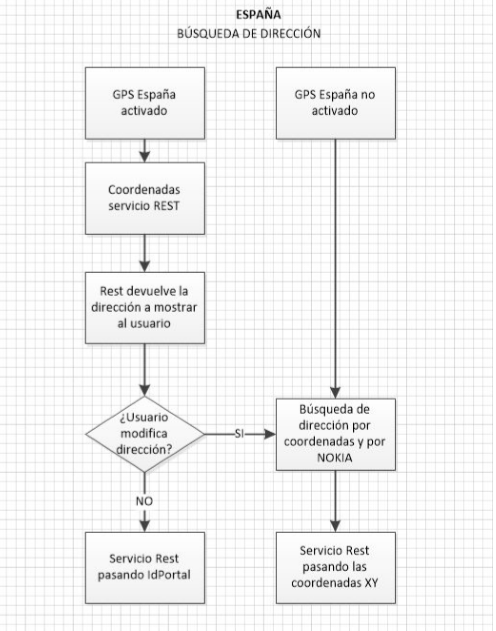 ESPAÑA
BÚSQUEDA DE DIRECCIÓN
GPS España
activado
GPS España no
activado
Coordenadas
servicio REST
Rest devuelve la
dirección a mostrar
al usuario
¿Usuario
modifica
dirección?
SI
Búsqueda de
dirección por
coordenadas y por
NOKIA
NO
Servicio Rest
pasando IdPortal
Servicio Rest
pasando las
coordenadas XY